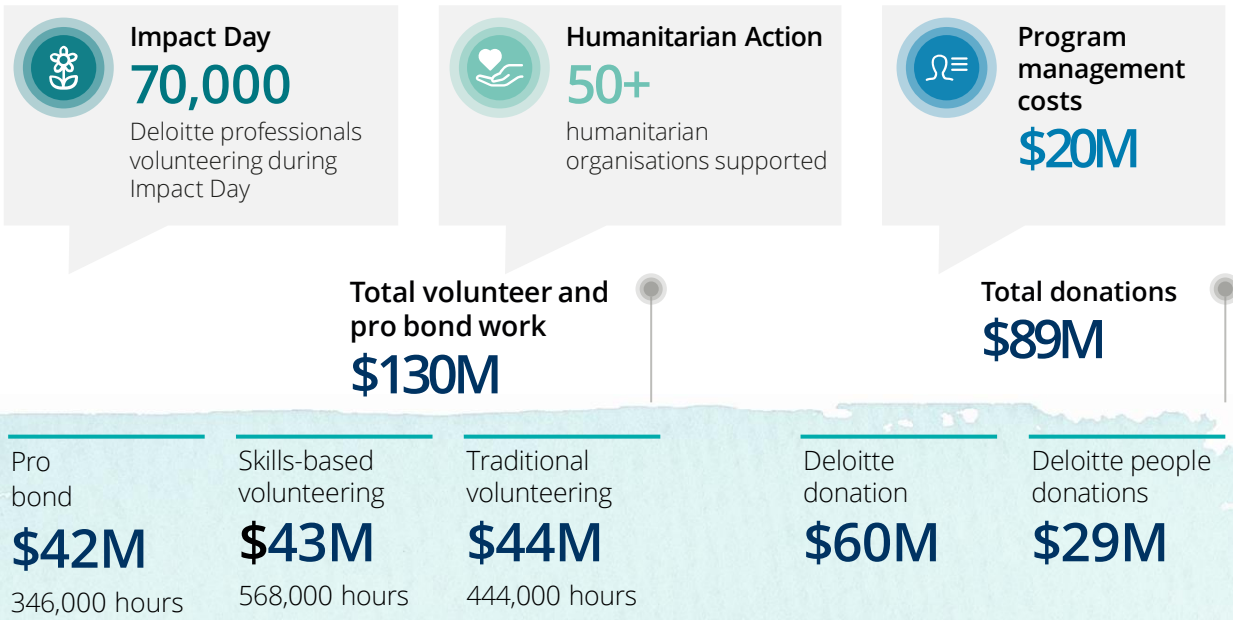 Impact Day
70,000
Deloitte professionals
volunteering during
Impact Day
Humanitarian Action
50+
humanitarian
organisations supported
Program
management
costs
$20M
Total volunteer and
pro bond work
$130M
Total donations
$89M
Pro
bond
$42M
346,000 hours
Skills-based
volunteering
$43M
568,000 hours
Traditional
volunteering
$44M
444,000 hours
Deloitte
donation
$60M
Deloitte people
donations
$29M